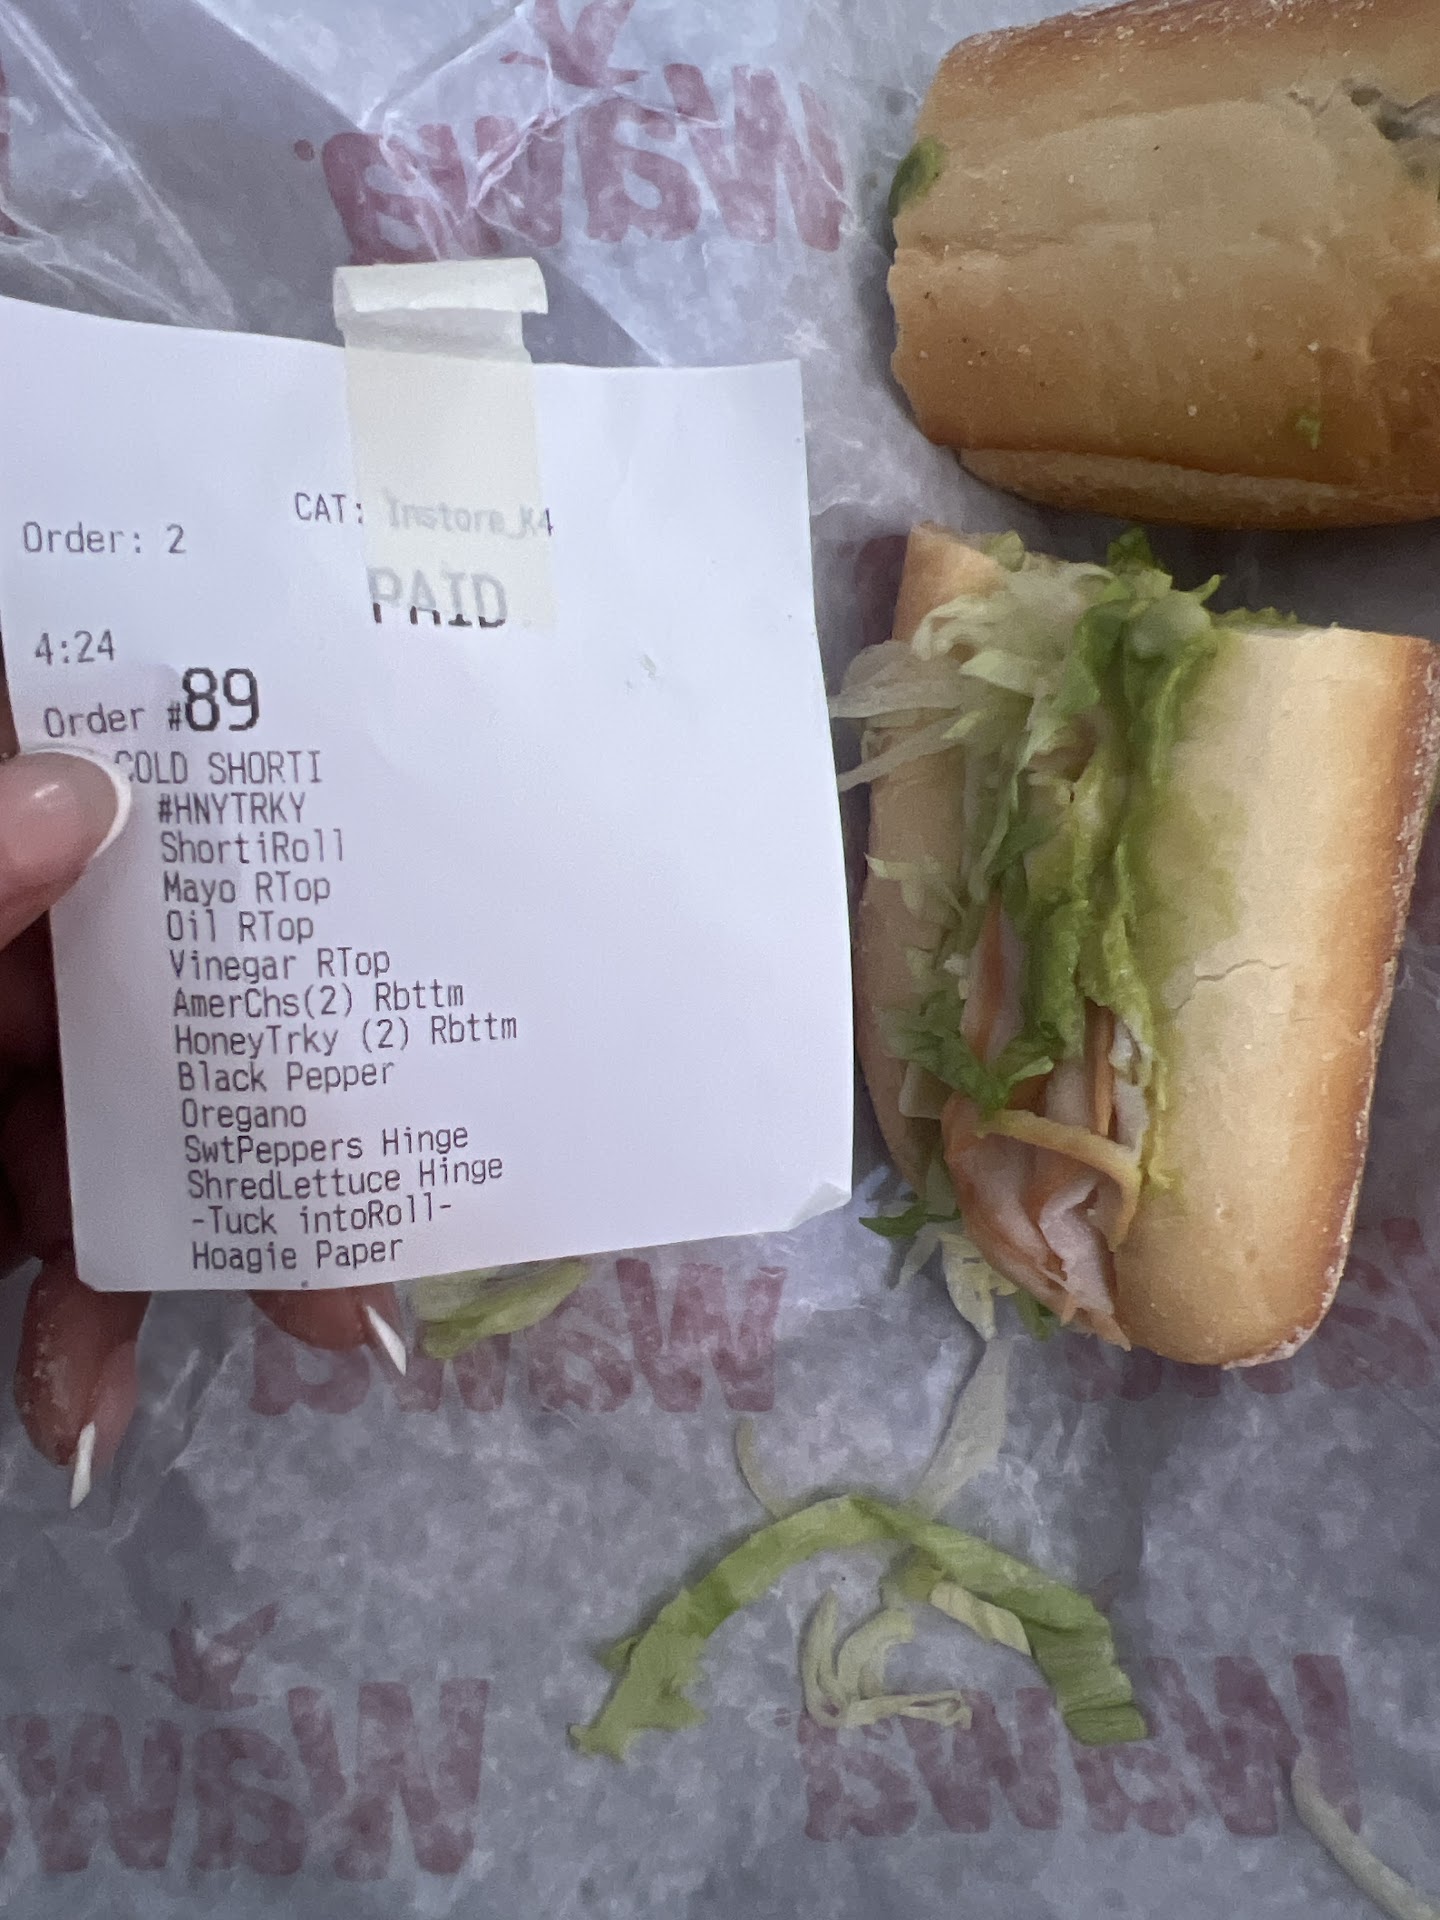 Wawa
CAT: Instore K4
Order: 2
PAID
4:24
Order #89
COLD SHORTI
#HNYTRKY
ShortiRoll
Mayo RTop
Oil RTop
Vinegar RTop
AmerChs(2) Rbttm
HoneyTrky (2) Rbttm
Black Pepper
Oregano
SwtPeppers Hinge
ShredLettuce Hinge
-Tuck intoRoll-
Hoagie Paper
Wawa
Wawa
Wawa